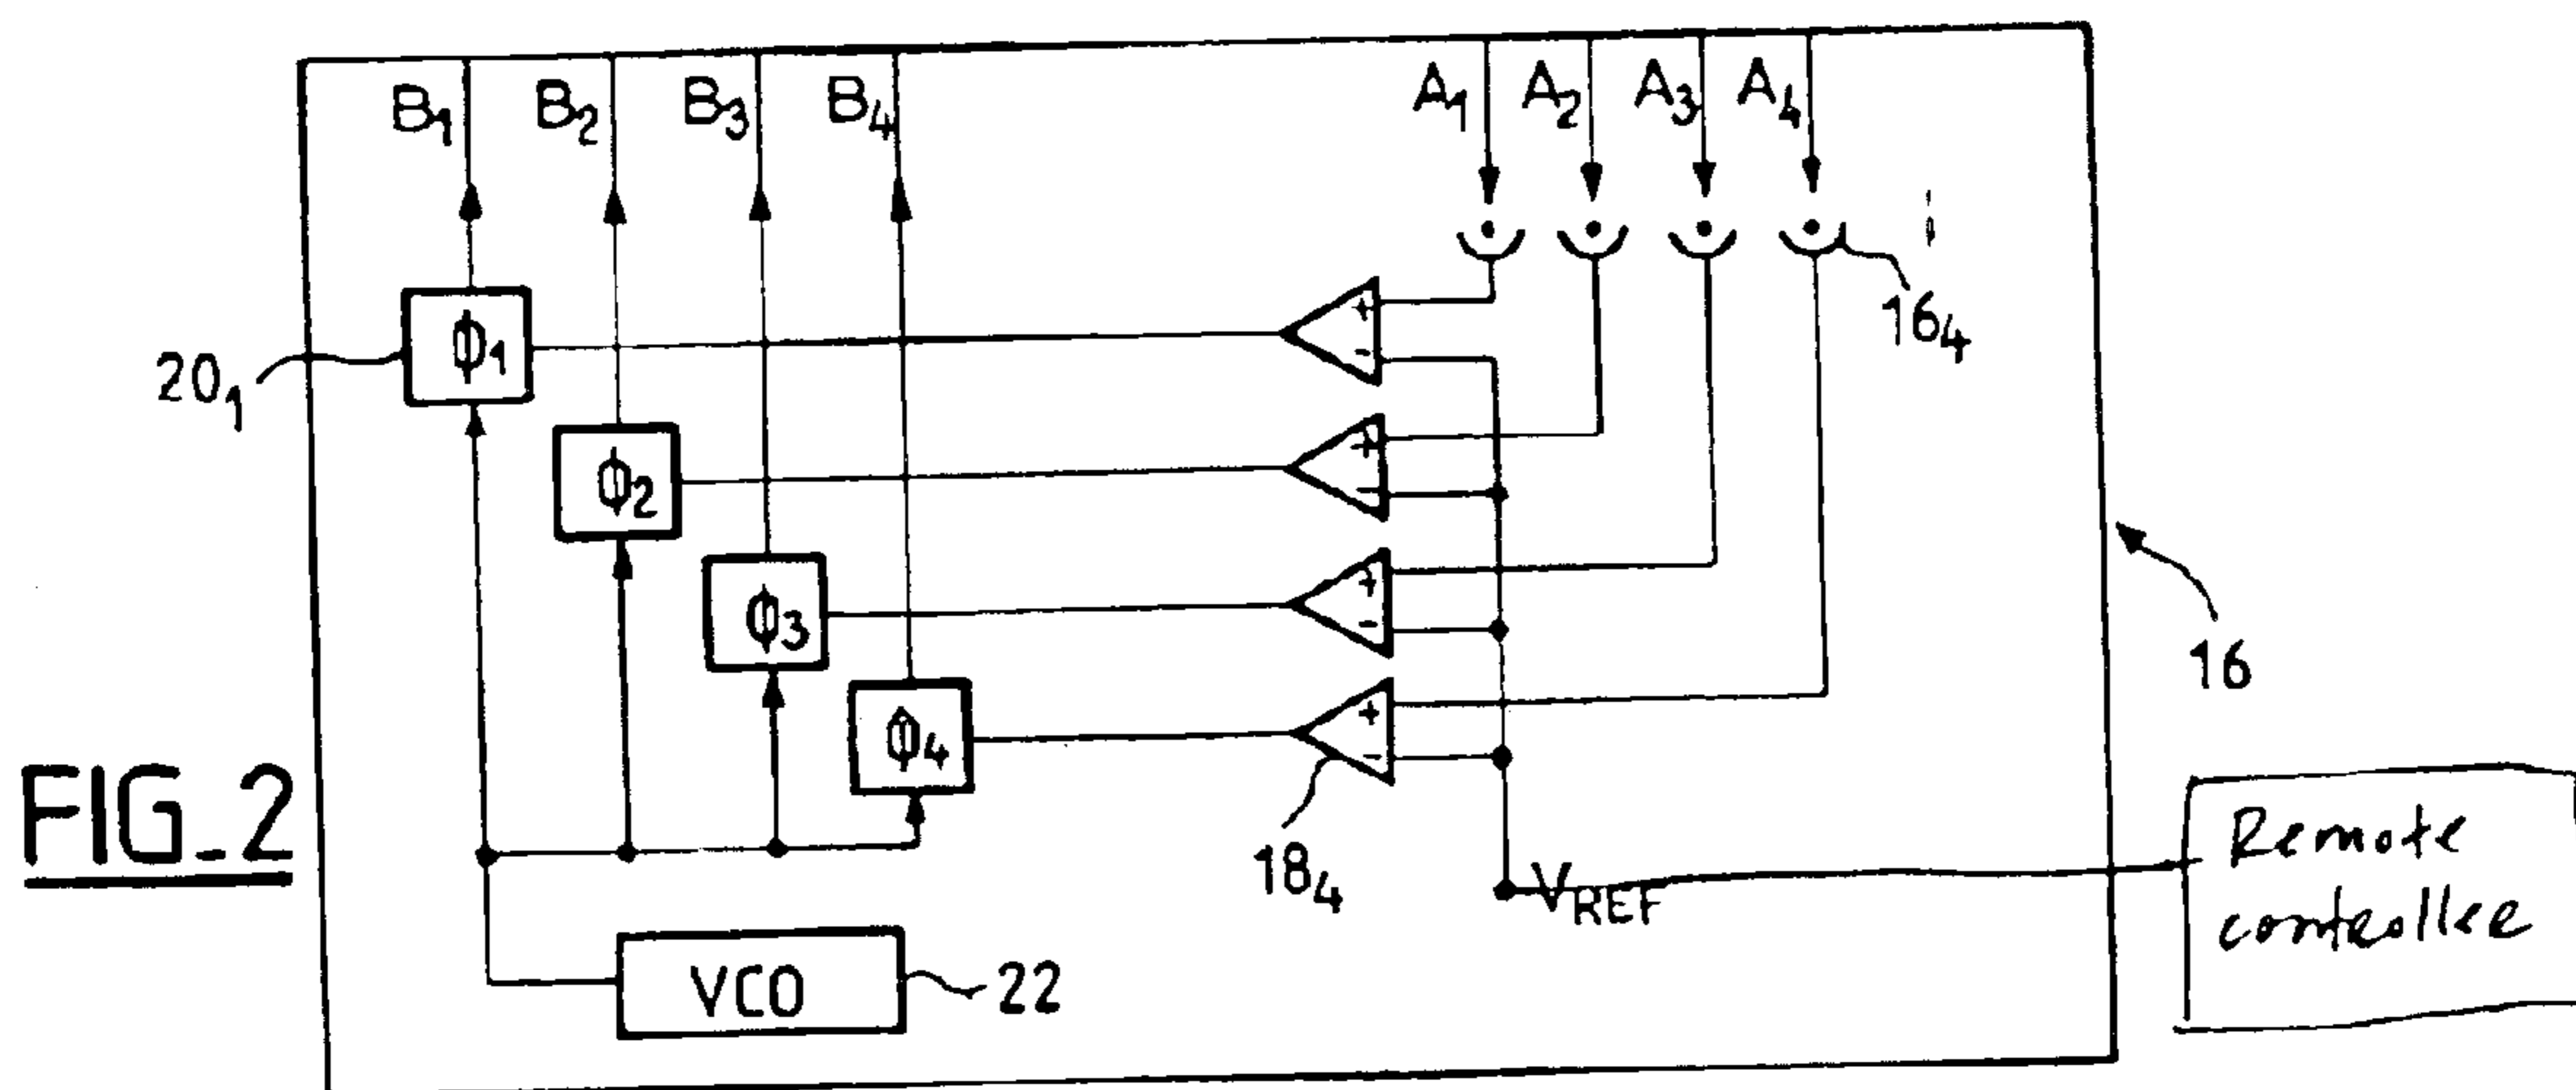 B1 B2 B3 B4 A1 A2 A3 A4
164
+
-
201
ϕ1
+
-
ϕ2
+
-
ϕ3
16
+
-
ϕ4
184
FIG_2
VREF
Remote
controller
VCO
22